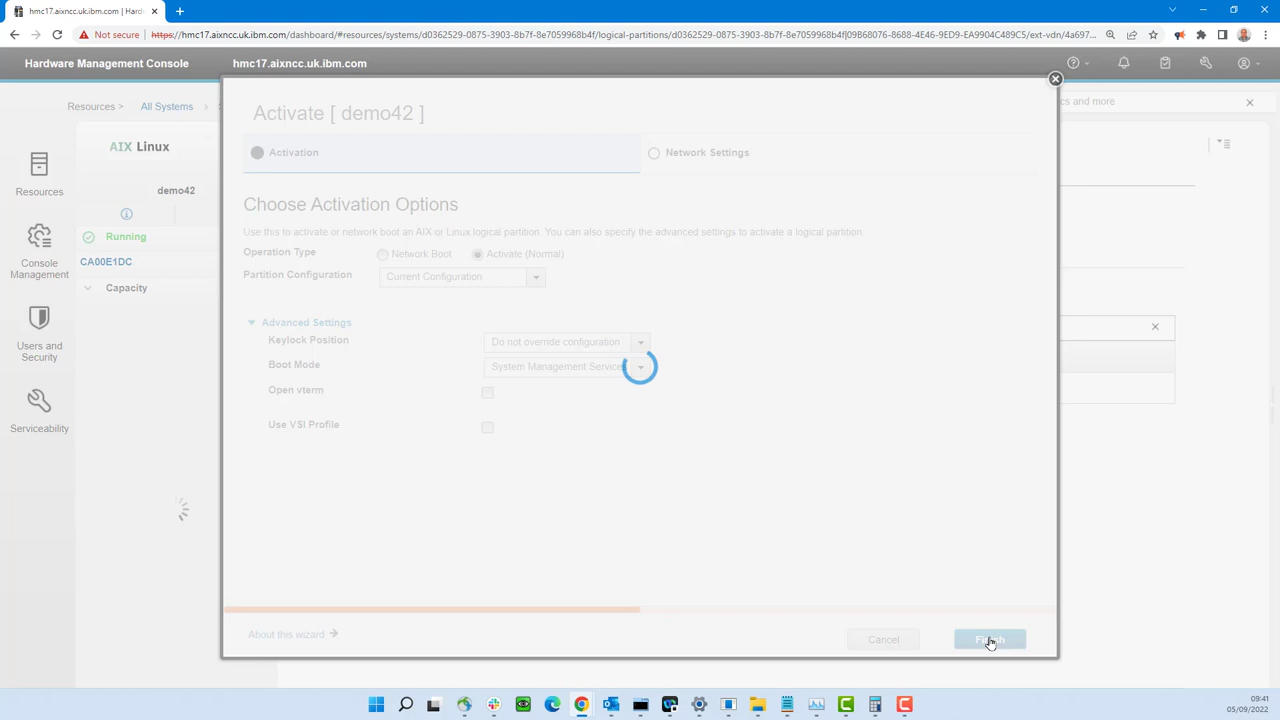 hmc17.aixncc.uk.ibm.com/dashb
Not secure
https://hmc17.aixncc.uk.ibm.com/dashboard/#resources/systems/d0362529-0875-3903-b7f-8e7059968b4f/logical-partitions/d0362529-0875-3903-b7f-8e7059968b4f|09B68076-8688-4E46-9ED9-EA9904C489C5/ext-vdn/4a697...
Hardware Management Console
hmc17.aixncc.uk.ibm.com
Resources >
All Systems
cs and more
AIX Linux
demo42
Running
CA00E1DC
Capacity
Resources
Console
Management
Users and
Security
Serviceability
Activate [ demo42 ]
Activation
Network Settings
Choose Activation Options
Use this to activate or network boot an AIX or Linux logical partition. You can also specify the advanced settings to activate a logical partition.
Operation Type
Network Boot
Activate (Normal)
Partition Configuration
Current Configuration
Advanced Settings
Keylock Position
Do not override configuration
Boot Mode
System Management Services
Open vterm
Use VSI Profile
About this wizard
Cancel
Finish
09:41
05/09/2022